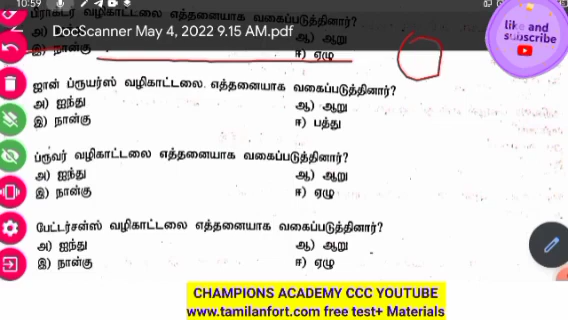 10:59
பிராக்டர் வழிகாட்டலை எத்தனையாக வகைப்படுத்தினார்?
DocScanner May 4, 2022 9.15 AM.pdf
ஆ) ஆறு
இ) நான்கு
ஈ) ஏழு
like and
subscribe
ஜான் ப்ரூயர்ஸ் வழிகாட்டலை. எத்தனையாக வகைப்படுத்தினார்?
அ) ஐந்து
ஆ) ஆறு
இ) நான்கு
ஈ) பத்து
ப்ரூவர் வழிகாட்டலை எத்தனையாக வகைப்படுத்தினார்?
அ) ஐந்து
ஆ) ஆறு
இ) நான்கு
ஈ) ஏழு
பேட்டர்சன்ஸ் வழிகாட்டலை எத்தனையாக வகைப்படுத்தினார்?
அ) ஐந்து
ஆ) ஆறு
இ) நான்கு
ஈ) ஏழு
CHAMPIONS ACADEMY CCC YOUTUBE
www.tamilanfort.com free test+ Materials